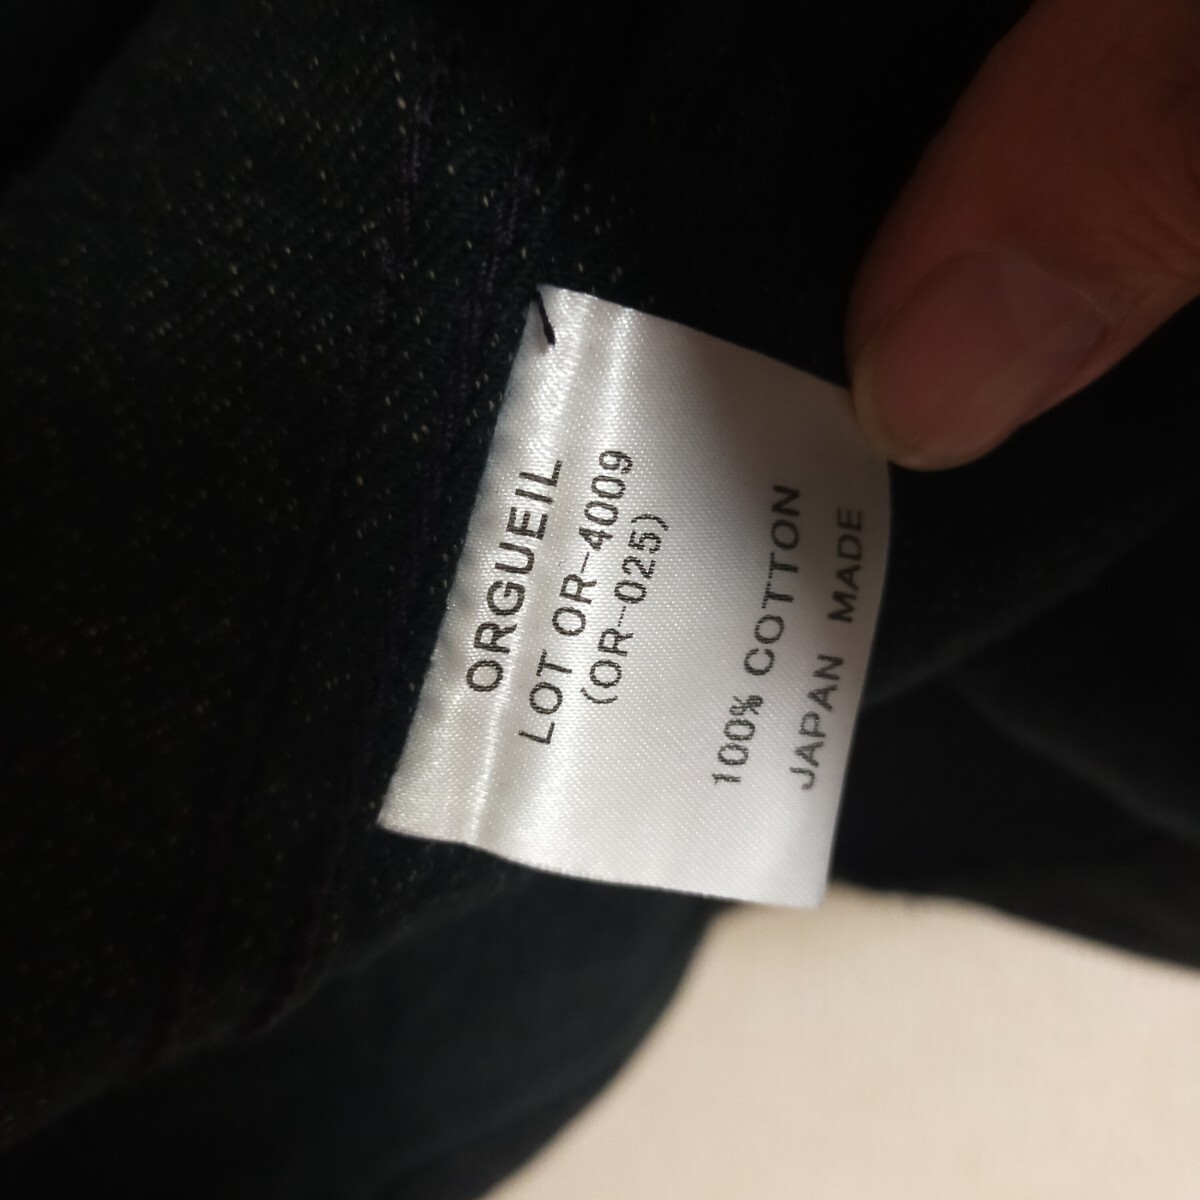 ORGUEIL
LOT OR-4009
(OR-025)
100% COTTON
JAPAN MADE